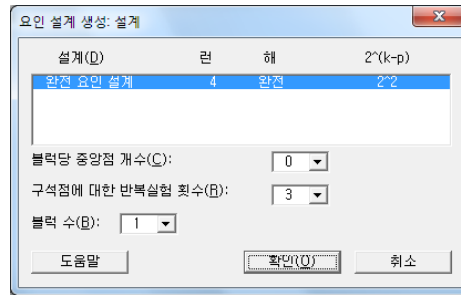 요인 설계 생성: 설계
설계(D) 런 해 2^(k-p)
완전 요인 설계 4 완전 2^2
블럭당 중앙점 개수(C): 0
구석점에 대한 반복실험 횟수(R): 3
블럭 수(B): 1
도움말 확인(O) 취소